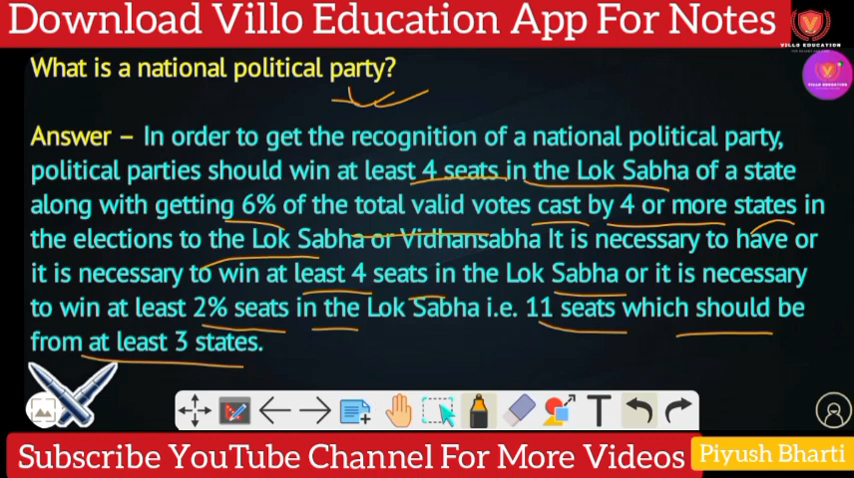 Download Villo Education App For Notes
VILLO EDUCATION
What is a national political party?
VILLO EDUCATION
Answer – In order to get the recognition of a national political party,
political parties should win at least 4 seats in the Lok Sabha of a state
along with getting 6% of the total valid votes cast by 4 or more states in
the elections to the Lok Sabha or Vidhansabha It is necessary to have or
it is necessary to win at least 4 seats in the Lok Sabha or it is necessary
to win at least 2% seats in the Lok Sabha i.e. 11 seats which should be
from at least 3 states.
T
Subscribe YouTube Channel For More Videos
Piyush Bharti